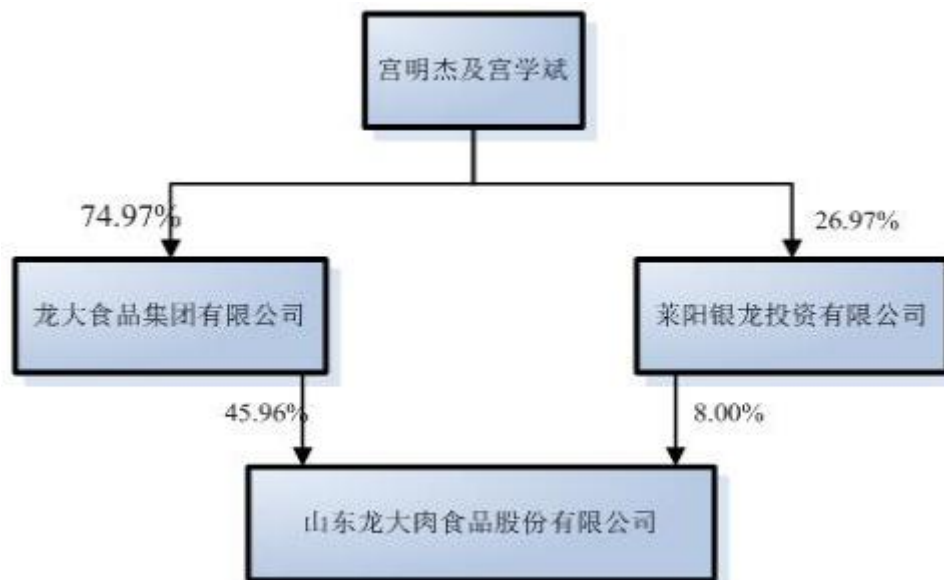 宫明杰及宫学斌
74.97%
26.97%
龙大食品集团有限公司
莱阳银龙投资有限公司
45.96%
8.00%
山东龙大肉食品股份有限公司